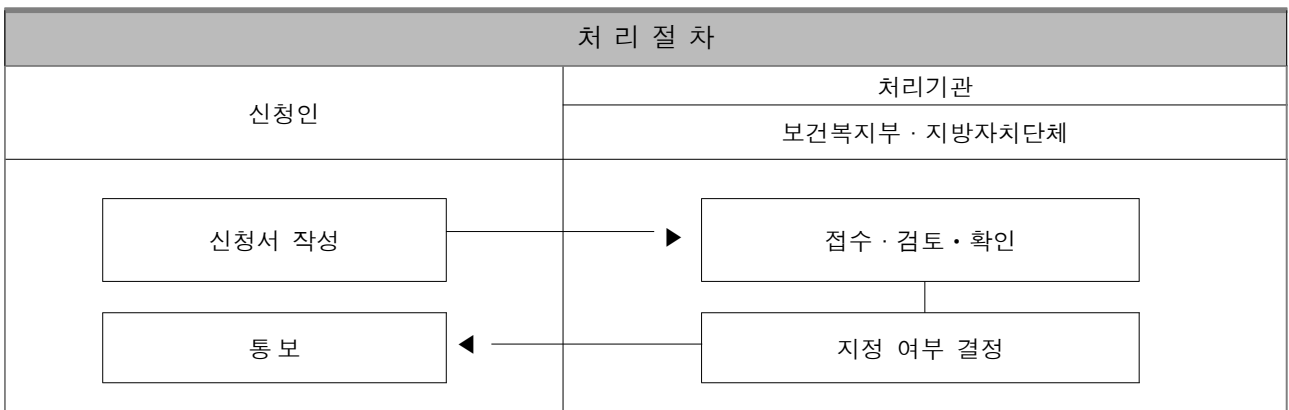 처 리 절 차
신청인
처리기관
보건복지부 · 지방자치단체
신청서 작성
접수 · 검토 • 확인
통 보
지정 여부 결정